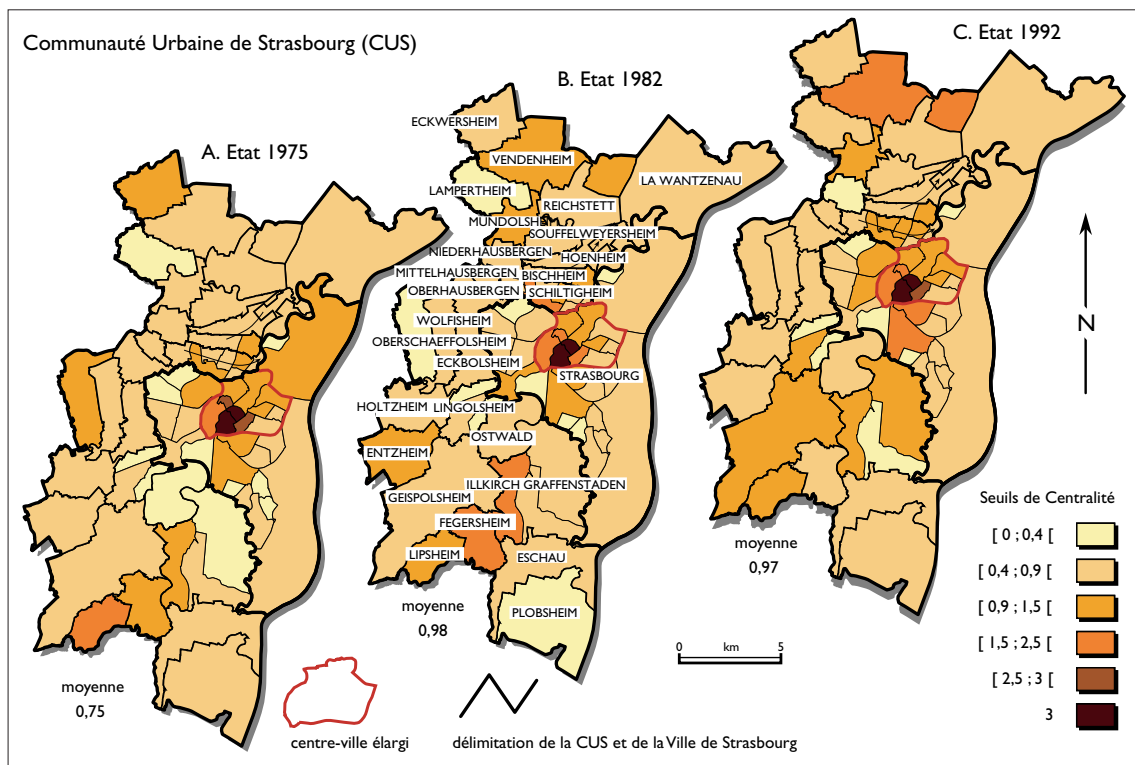 Communauté Urbaine de Strasbourg (CUS)
A. Etat 1975
B. Etat 1982
C. Etat 1992
ECKWERSHEIM
VENDENHEIM
LA WANTZENAU
LAMPERTHEIM
REICHSTETT
MUNDOLSHEIM
SOUFFELWEYERSHEIM
NIEDERHAUSBERGEN
HOENHEIM
MITTELHAUSBERGEN
BISCHHEIM
OBERHAUSBERGEN
SCHILTIGHEIM
WOLFISHEIM
OBERSCHAEFFOLSHEIM
ECKBOLSHEIM
STRASBOURG
HOLTZHEIM
LINGOLSHEIM
OSTWALD
ENTZHEIM
ILLKIRCH GRAFFENSTADEN
GEISPOLSHEIM
FEGERSHEIM
LIPSHEIM
ESCHAU
PLOBSHEIM
moyenne
0,75
moyenne
0,98
moyenne
0,97
N
Seuils de Centralité
[ 0 ; 0,4 [
[ 0,4 ; 0,9 [
[ 0,9 ; 1,5 [
[ 1,5 ; 2,5 [
[ 2,5 ; 3 [
3
0 km 5
centre-ville élargi
délimitation de la CUS et de la Ville de Strasbourg